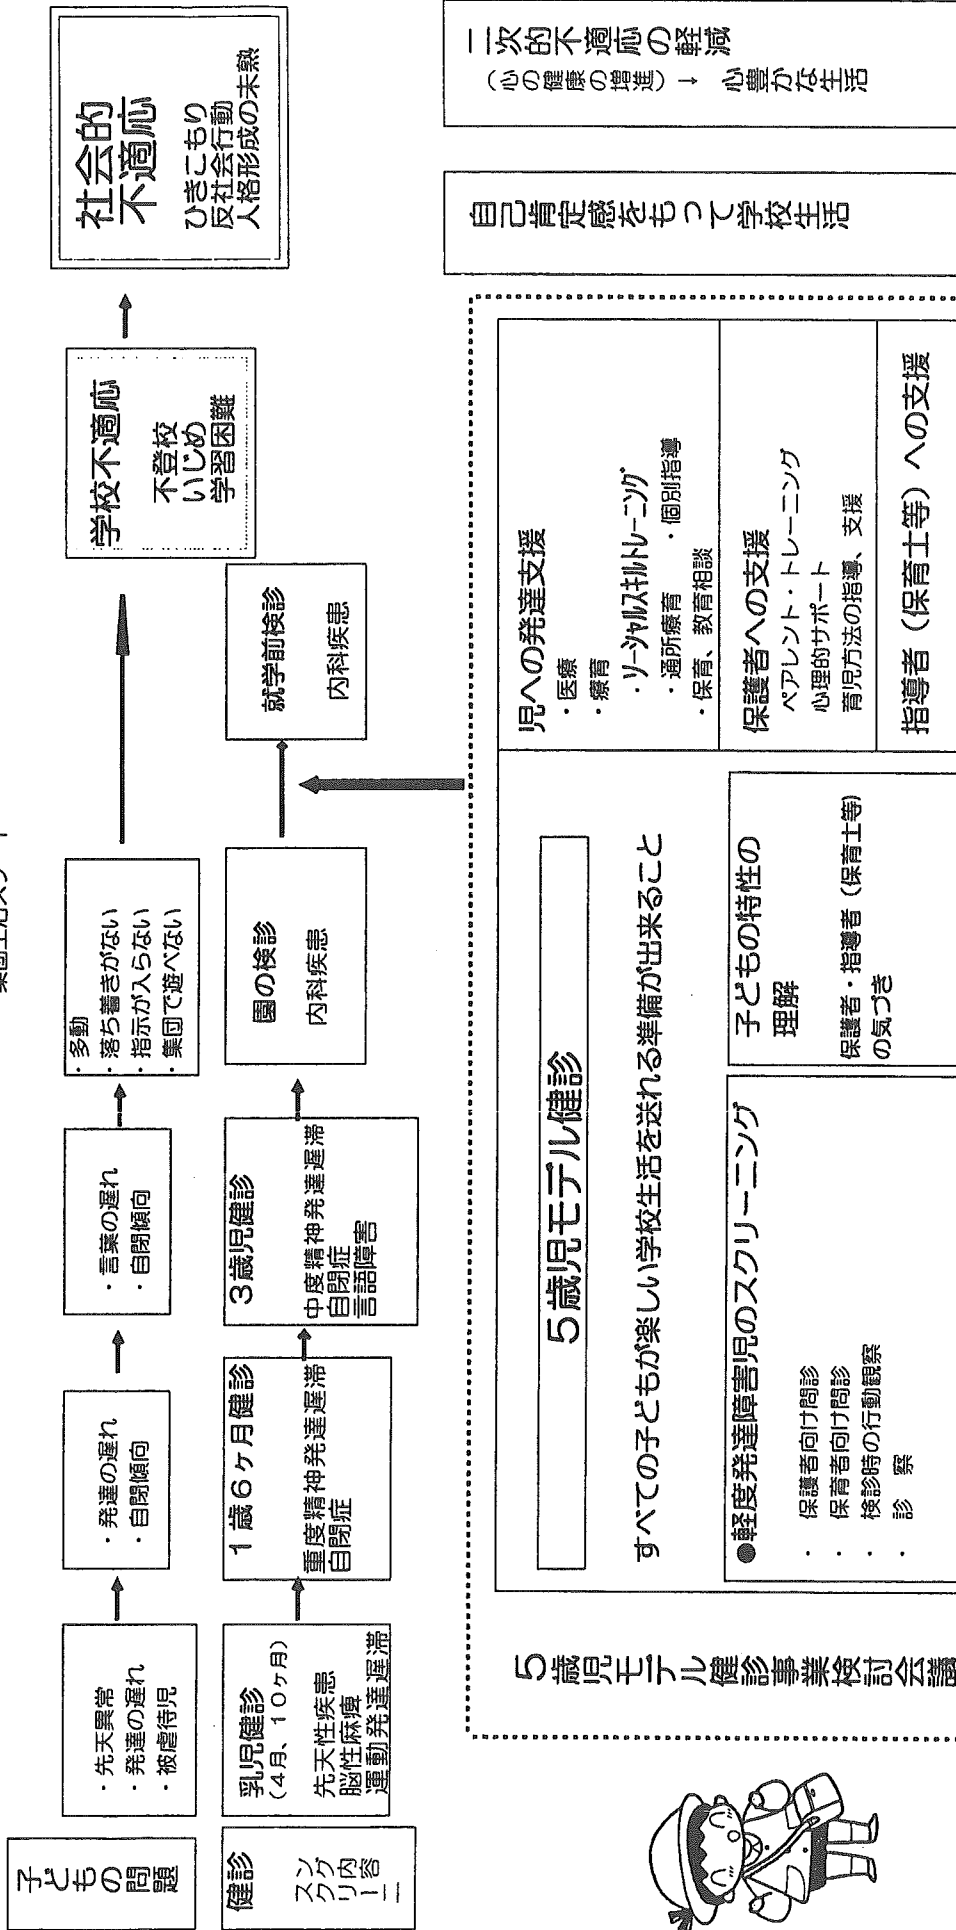 子どもの問題
・先天異常
・発達の遅れ
・被虐待児
・発達の遅れ
・自閉傾向
・言葉の遅れ
・自閉傾向
・多動
・落ち着きがない
・指示が入らない
・集団で遊べない
学校不適応
不登校
いじめ
学習困難
社会的
不適応
ひきこもり
反社会行動
人格形成の未熟
健診
スクリーニング内容
乳児健診
(4月、10ヶ月)
先天性疾患
脳性麻痺
運動発達遅滞
1歳6ヶ月健診
重度精神発達遅滞
自閉症
3歳児健診
中度精神発達遅滞
自閉症
言語障害
園の検診
内科疾患
就学前検診
内科疾患
5歳児モデル健診事業検討会議
5歳児モデル健診
すべての子どもが楽しい学校生活を送れる準備が出来ること
●軽度発達障害児のスクリーニング
・ 保護者向け問診
・ 保育者向け問診
・ 検診時の行動観察
・ 診 察
子どもの特性の
理解
保護者・指導者（保育士等）
の気づき
児への発達支援
・医療
・療育
・ソーシャルスキルトレーニング
・通所療育 ・個別指導
・保育、教育相談
保護者への支援
ペアレント・トレーニング
心理的サポート
育児方法の指導、支援
指導者（保育士等）への支援
自己肯定感をもって学校生活
二次的不適応の軽減
（心の健康の増進）→ 心豊かな生活